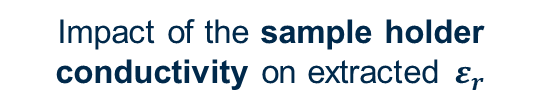 Impact of the sample holder
conductivity on extracted εᵣ